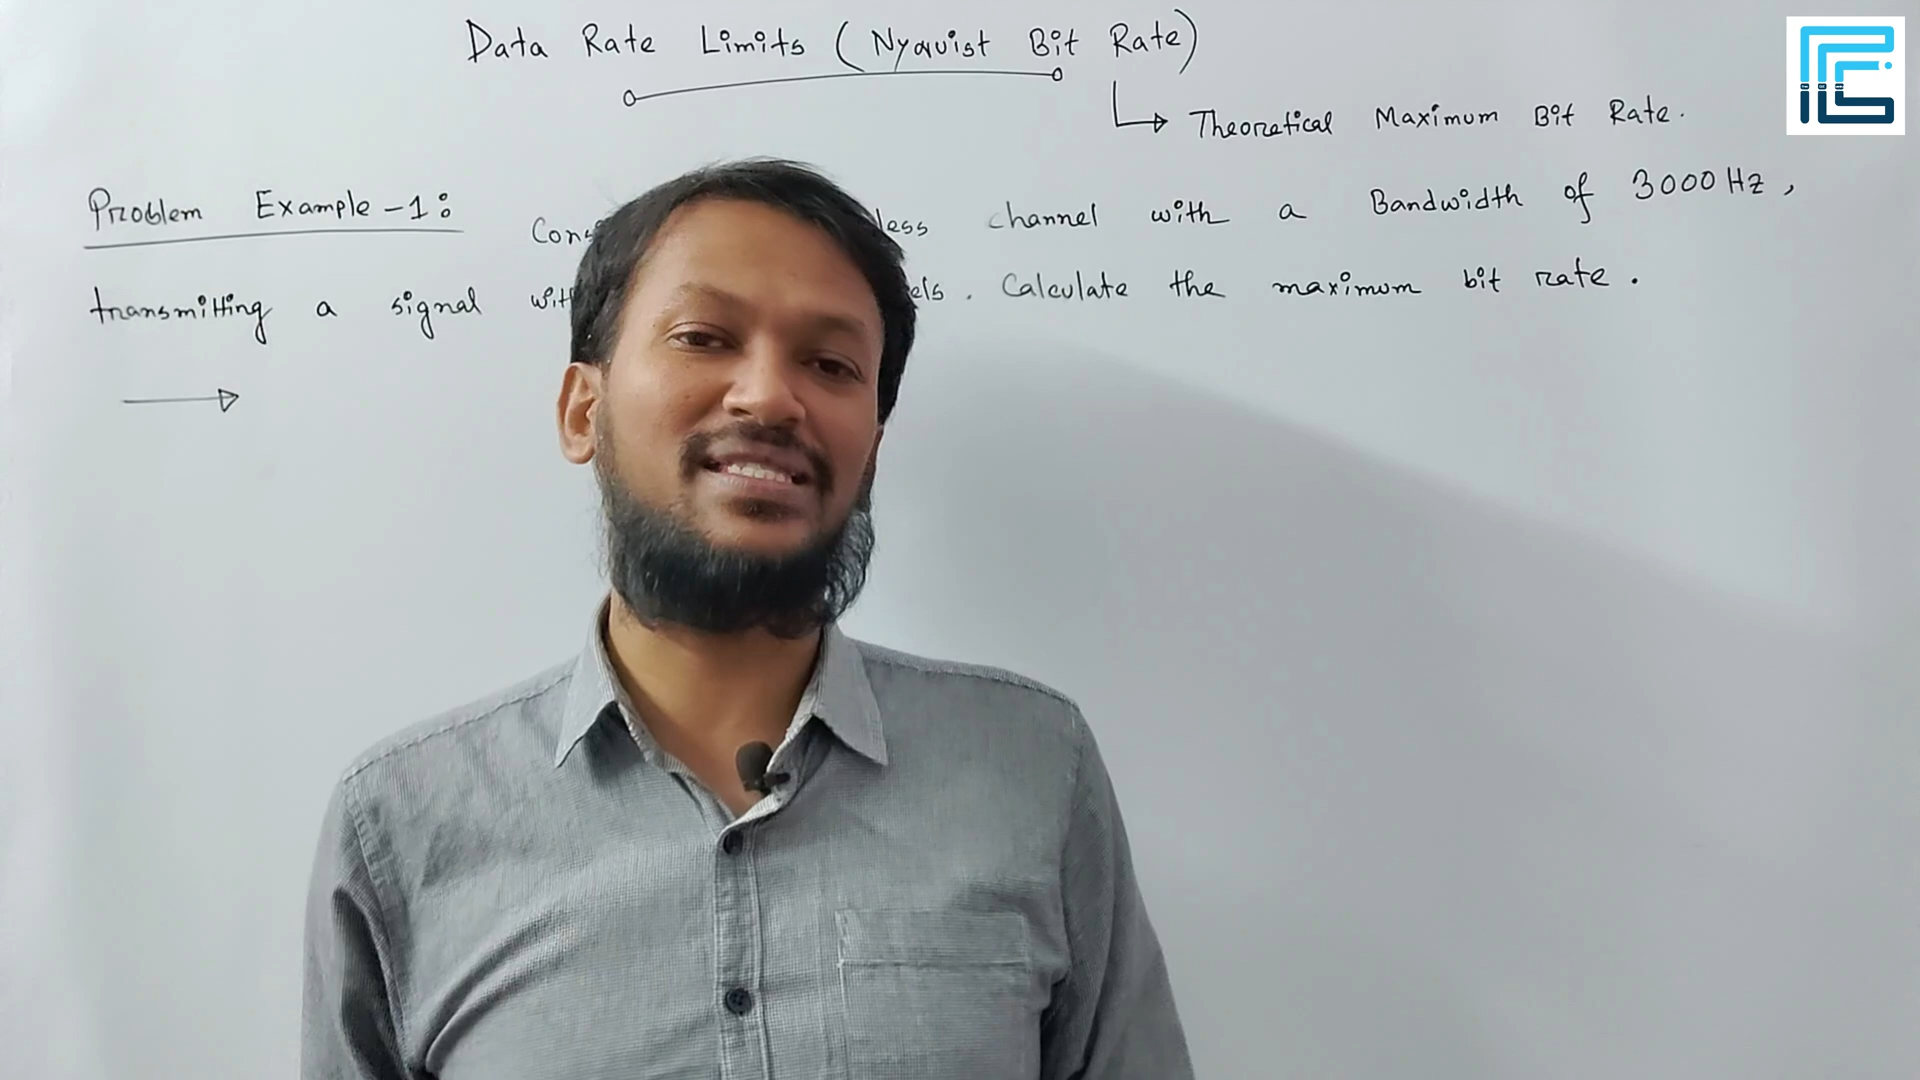 Data Rate Limits (Nyquist Bit Rate)
Theoretical Maximum Bit Rate.
Problem Example-1: channel with a Bandwidth of 3000 Hz,
transmitting a signal Calculate the maximum bit rate.